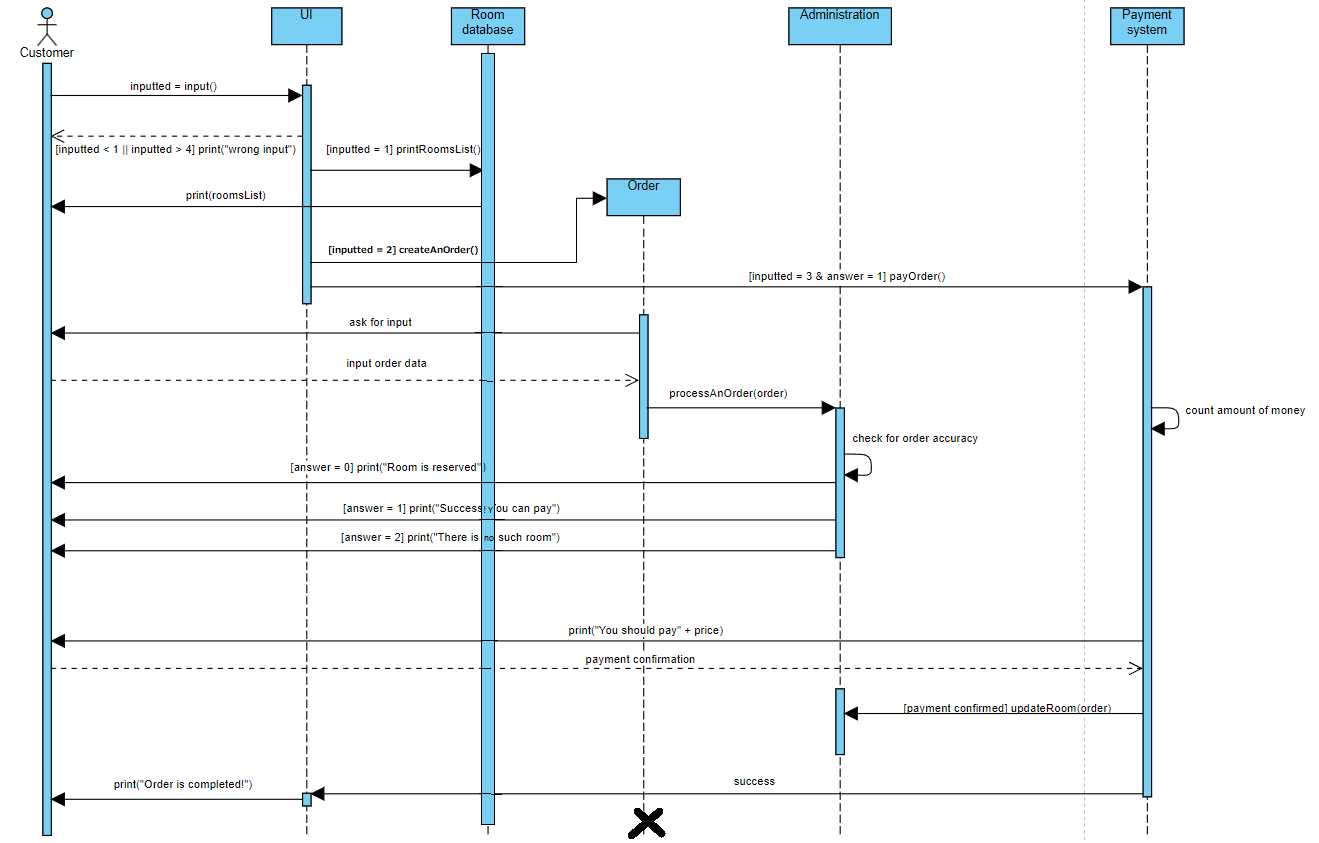 UI
Room
database
Administration
Payment
system
Customer
inputted = input()
[inputted < 1 || inputted > 4] print("wrong input")
[inputted = 1] printRoomsList()
Order
print(roomsList)
[inputted = 2] createAnOrder()
[inputted = 3 & answer = 1] payOrder()
ask for input
input order data
processAnOrder(order)
count amount of money
check for order accuracy
[answer = 0] print("Room is reserved")
[answer = 1] print("Success!You can pay")
[answer = 2] print("There is no such room")
print("You should pay" + price)
payment confirmation
[payment confirmed] updateRoom(order)
success
print("Order is completed!")